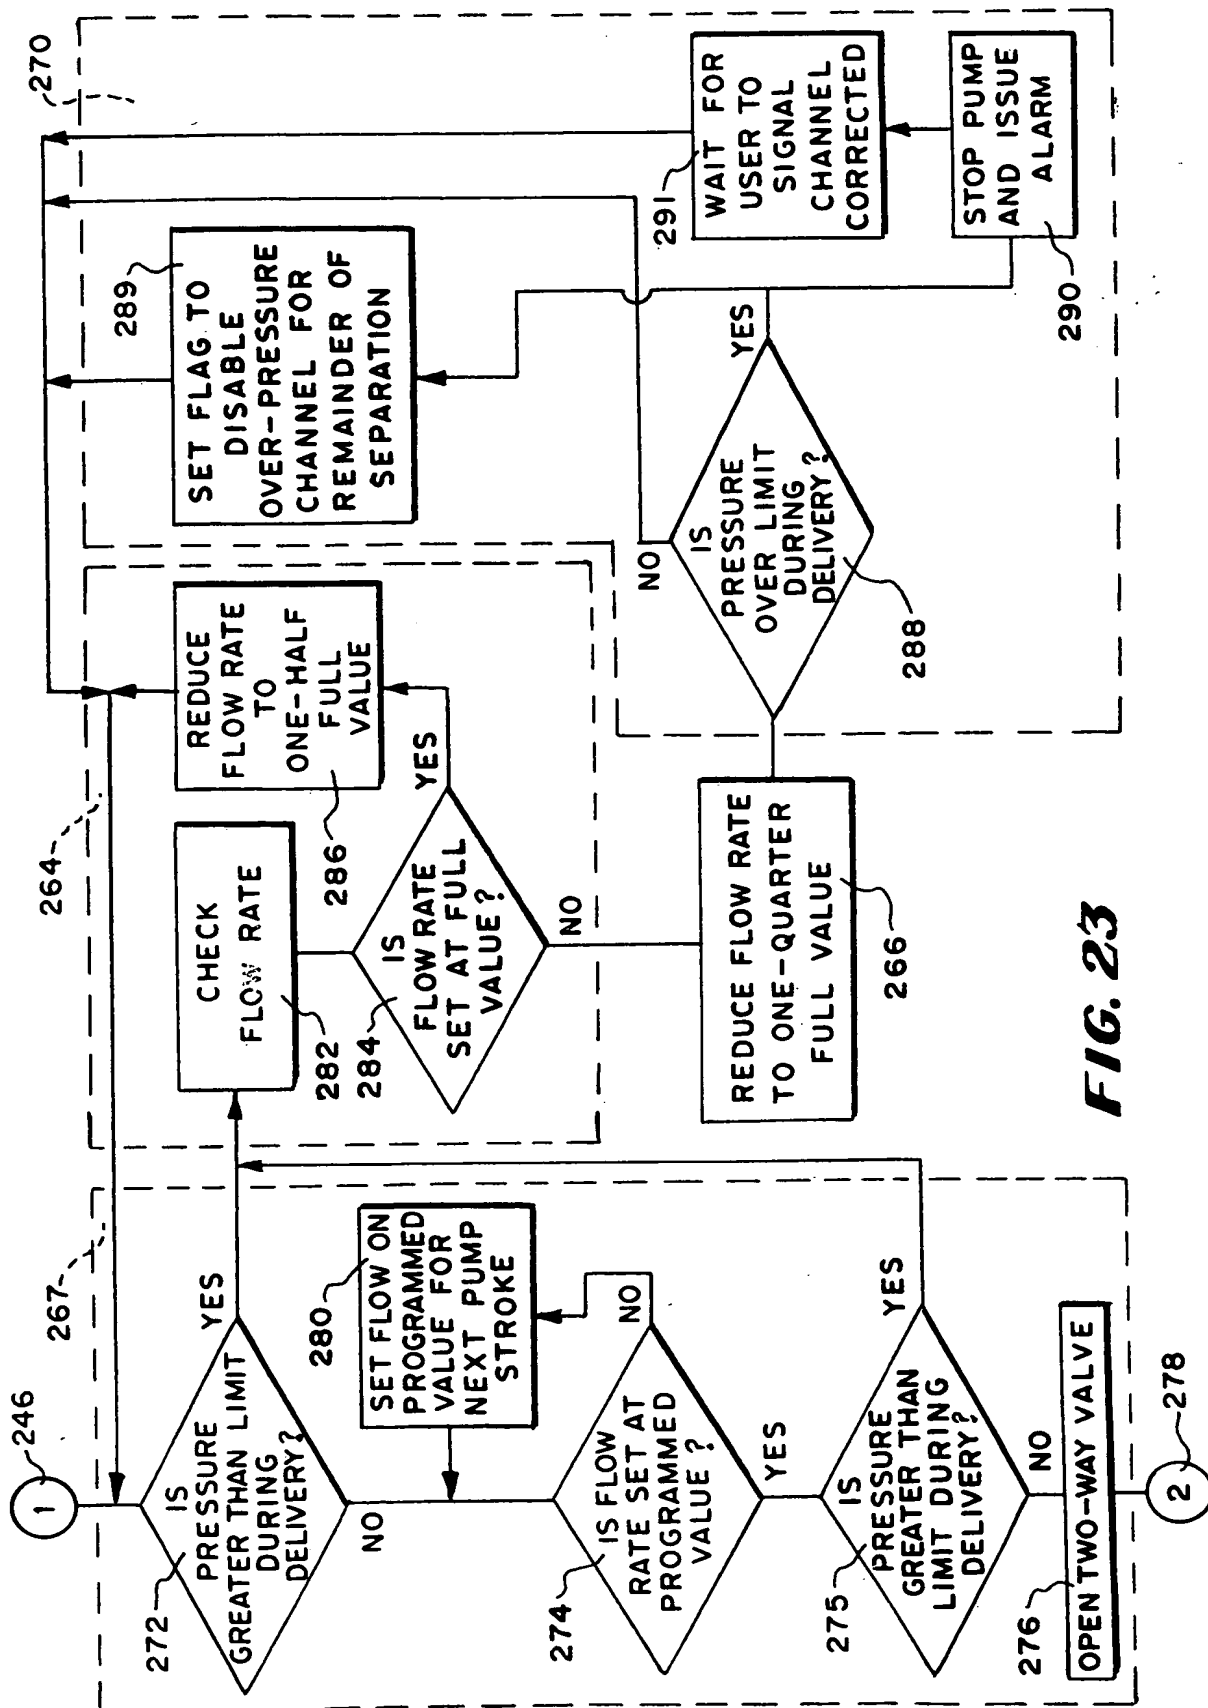 246
1
267
264
270
IS
PRESSURE
GREATER THAN LIMIT
DURING
DELIVERY?
272
YES
NO
280
SET FLOW ON
PROGRAMMED
VALUE FOR
NEXT PUMP
STROKE
274
IS FLOW
RATE SET AT
PROGRAMMED
VALUE?
NO
YES
275
IS
PRESSURE
GREATER THAN
LIMIT DURING
DELIVERY?
YES
NO
276
OPEN TWO-WAY VALVE
2
278
CHECK
FLOW RATE
282
284
IS
FLOW RATE
SET AT FULL
VALUE?
YES
NO
REDUCE
FLOW RATE
TO
ONE-HALF
FULL
VALUE
286
REDUCE FLOW RATE
TO ONE-QUARTER
FULL VALUE
266
IS
PRESSURE
OVER LIMIT
DURING
DELIVERY?
288
NO
YES
289
SET FLAG TO
DISABLE
OVER-PRESSURE
CHANNEL FOR
REMAINDER OF
SEPARATION
291
WAIT FOR
USER TO
SIGNAL
CHANNEL
CORRECTED
STOP PUMP
AND ISSUE
ALARM
290
FIG. 23